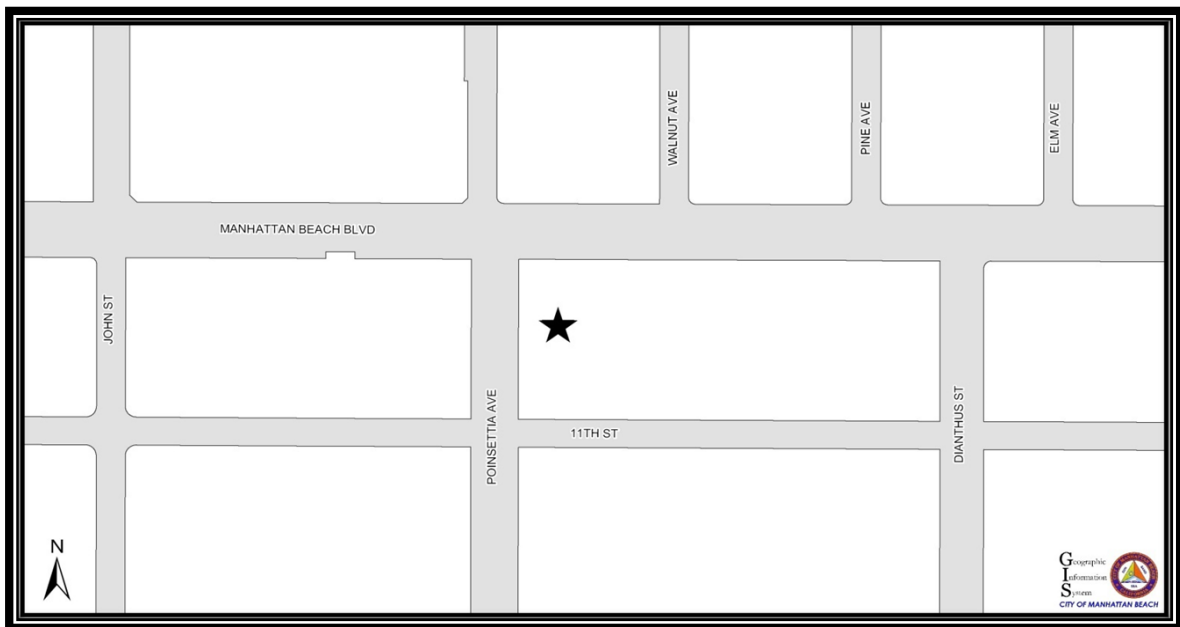 WALNUT AVE
PINE AVE
ELM AVE
MANHATTAN BEACH BLVD
JOHN ST
POINSETTIA AVE
11TH ST
DIANTHUS ST
N
Geographic
Information
System
CITY OF MANHATTAN BEACH